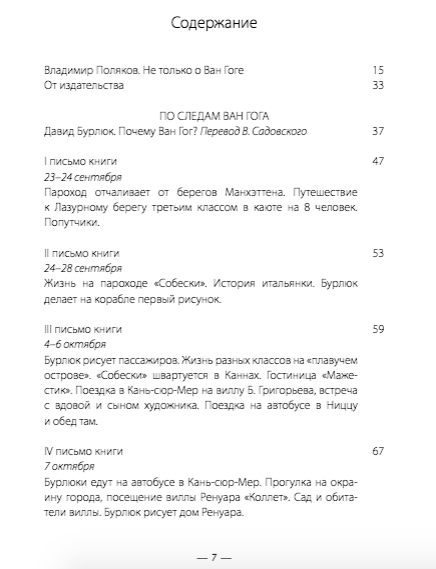 Содержание
Владимир Поляков. Не только о Ван Гоге 15
От издательства 33
ПО СЛЕДАМ ВАН ГОГА
Давид Бурлюк. Почему Ван Гог? Перевод В. Садовского 37
I письмо книги 47
23–24 сентября
Пароход отчаливает от берегов Манхэттена. Путешествие
к Лазурному берегу третьим классом в каюте на 8 человек.
Попутчики.
II письмо книги 53
24–28 сентября
Жизнь на пароходе «Собески». История итальянки. Бурлюк
делает на корабле первый рисунок.
III письмо книги 59
4–6 октября
Бурлюк рисует пассажиров. Жизнь разных классов на «плавучем
острове». «Собески» швартуется в Каннах. Гостиница «Маже-
стик». Поездка в Кань-сюр-Мер на виллу Б. Григорьева, встреча
с вдовой и сыном художника. Поездка на автобусе в Ниццу
и обед там.
IV письмо книги 67
7 октября
Бурлюки едут на автобусе в Кань-сюр-Мер. Прогулка на окра-
ину города, посещение виллы Ренуара «Коллет». Сад и обита-
тели виллы. Бурлюк рисует дом Ренуара.
— 7 —